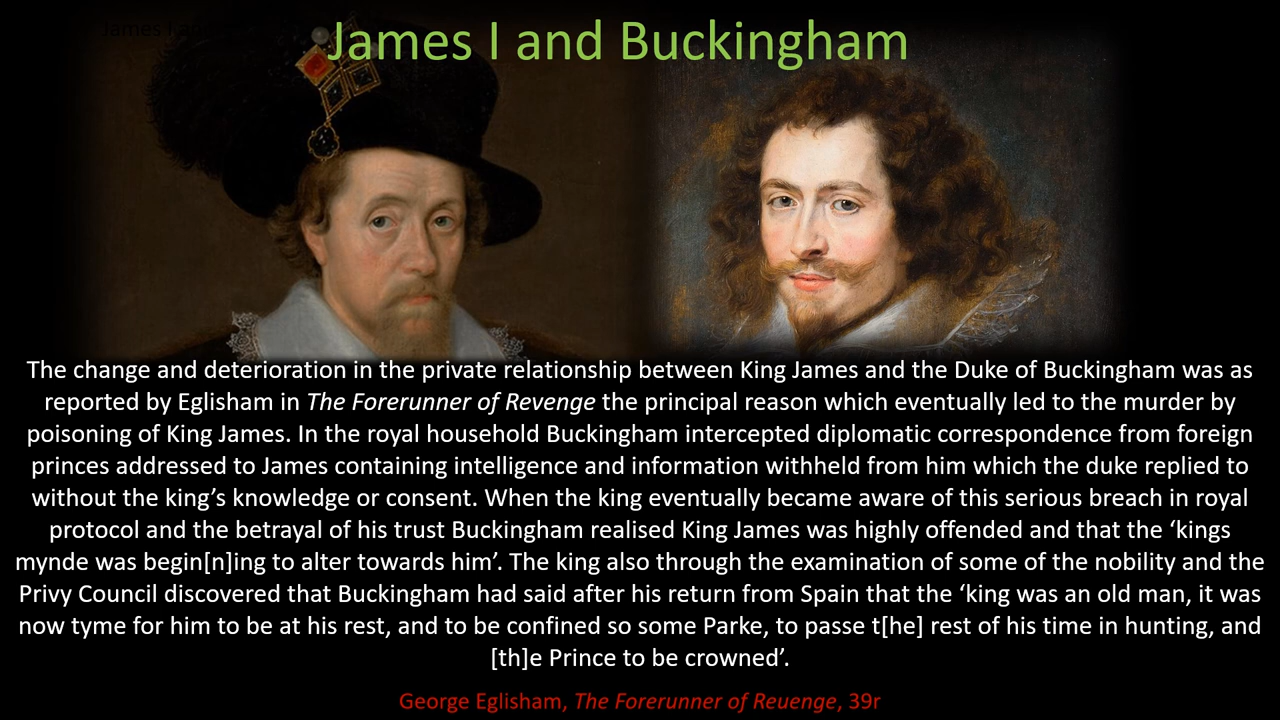 James I and
James I and Buckingham
The change and deterioration in the private relationship between King James and the Duke of Buckingham was as
reported by Eglisham in The Forerunner of Revenge the principal reason which eventually led to the murder by
poisoning of King James. In the royal household Buckingham intercepted diplomatic correspondence from foreign
princes addressed to James containing intelligence and information withheld from him which the duke replied to
without the king’s knowledge or consent. When the king eventually became aware of this serious breach in royal
protocol and the betrayal of his trust Buckingham realised King James was highly offended and that the ‘kings
mynde was begin[n]ing to alter towards him’. The king also through the examination of some of the nobility and the
Privy Council discovered that Buckingham had said after his return from Spain that the ‘king was an old man, it was
now tyme for him to be at his rest, and to be confined so some Parke, to passe t[he] rest of his time in hunting, and
[th]e Prince to be crowned’.
George Eglisham, The Forerunner of Reuenge, 39r